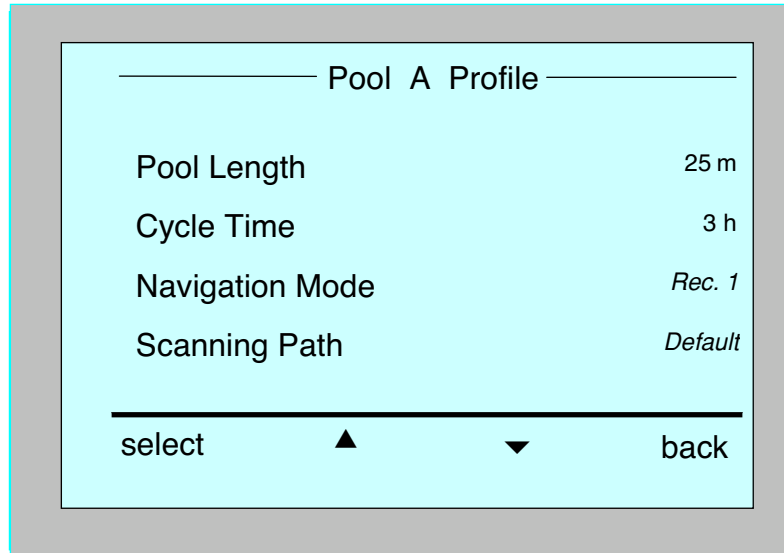 Pool A Profile
Pool Length 25 m
Cycle Time 3 h
Navigation Mode Rec. 1
Scanning Path Default
select ▲ ▼ back